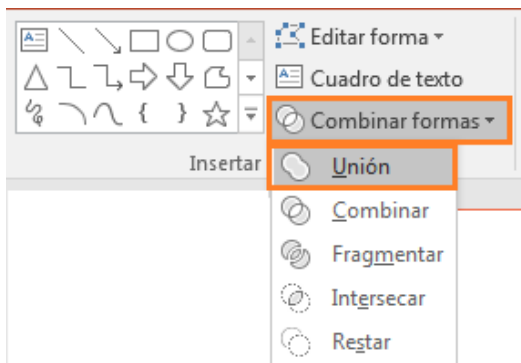 Editar forma
Cuadro de texto
Combinar formas
Insertar
Unión
Combinar
Fragmentar
Intersecar
Restar